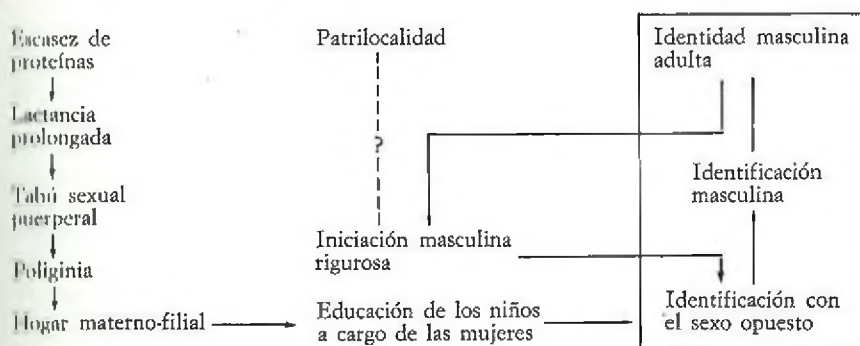 Escasez de
proteínas
Lactancia
prolongada
Tabú sexual
puerperal
Poliginia
Hogar materno-filial
Patrilocalidad
?
Iniciación masculina
rigurosa
Educación de los niños
a cargo de las mujeres
Identidad masculina
adulta
Identificación
masculina
Identificación con
el sexo opuesto